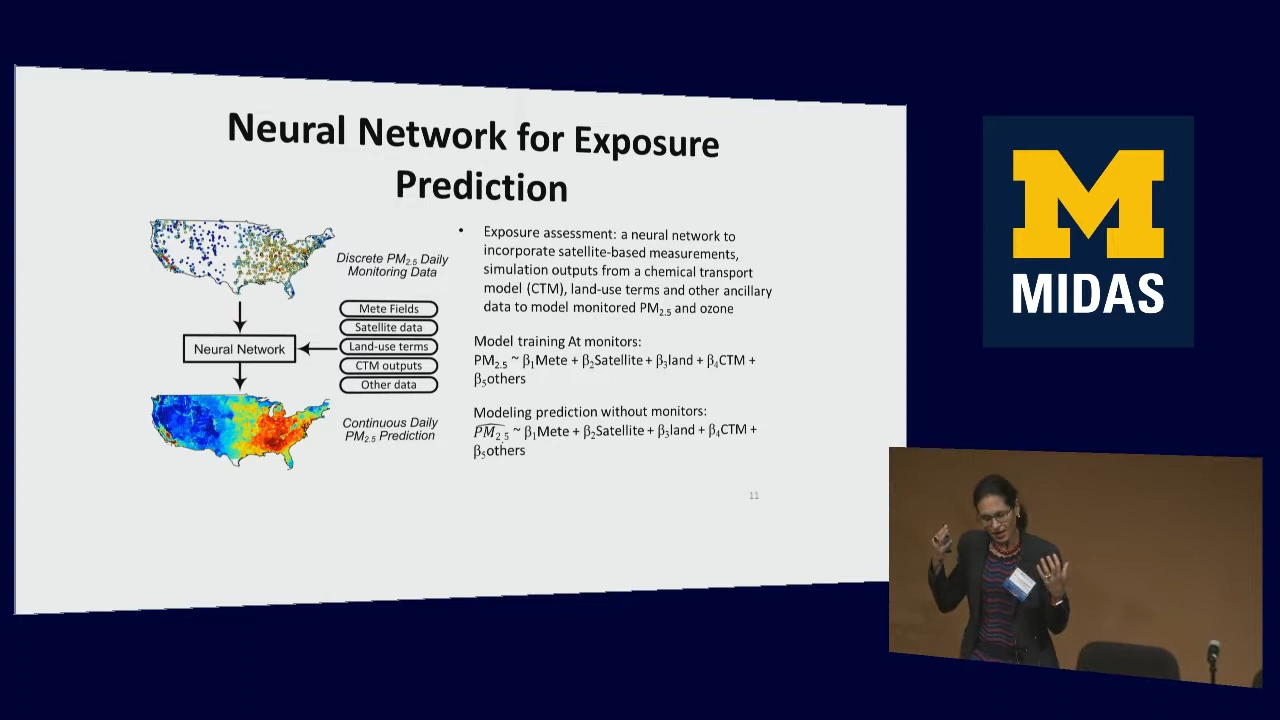 Neural Network for Exposure
Prediction
Discrete PM2.5 Daily
Monitoring Data
Mete Fields
Satellite data
Land-use terms
CTM outputs
Other data
Neural Network
Continuous Daily
PM2.5 Prediction
• Exposure assessment: a neural network to
incorporate satellite-based measurements,
simulation outputs from a chemical transport
model (CTM), land-use terms and other ancillary
data to model monitored PM2.5 and ozone
Model training At monitors:
PM2.5 ~ β1Mete + β2Satellite + β3land + β4CTM +
β5others
Modeling prediction without monitors:
P͡M2.5 ~ β1Mete + β2Satellite + β3land + β4CTM +
β5others
11
M
MIDAS